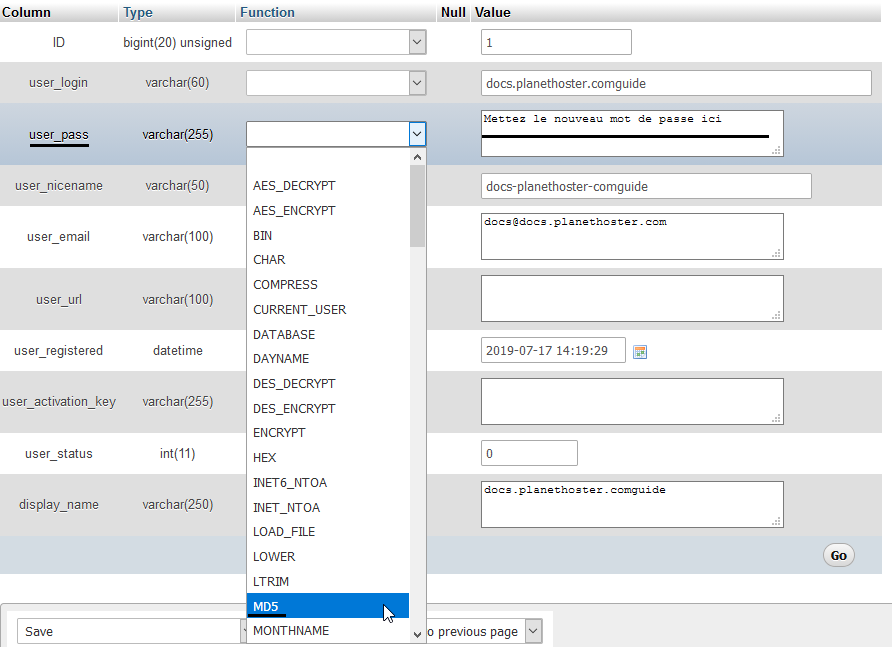 Column Type Function Null Value
ID bigint(20) unsigned 1
user_login varchar(60) docs.planethoster.comguide
user_pass varchar(255) Mettez le nouveau mot de passe ici
AES_DECRYPT
user_nicename varchar(50) docs-planethoster-comguide
AES_ENCRYPT
user_email varchar(100) BIN docs@docs.planethoster.com
CHAR
COMPRESS
user_url varchar(100) CURRENT_USER
DATABASE
user_registered datetime DAYNAME 2019-07-17 14:19:29
DES_DECRYPT
user_activation_key varchar(255) DES_ENCRYPT
ENCRYPT
user_status int(11) HEX 0
INET6_NTOA
display_name varchar(250) INET_NTOA docs.planethoster.comguide
LOAD_FILE
LOWER Go
LTRIM
MD5
Save MONTHNAME o previous page